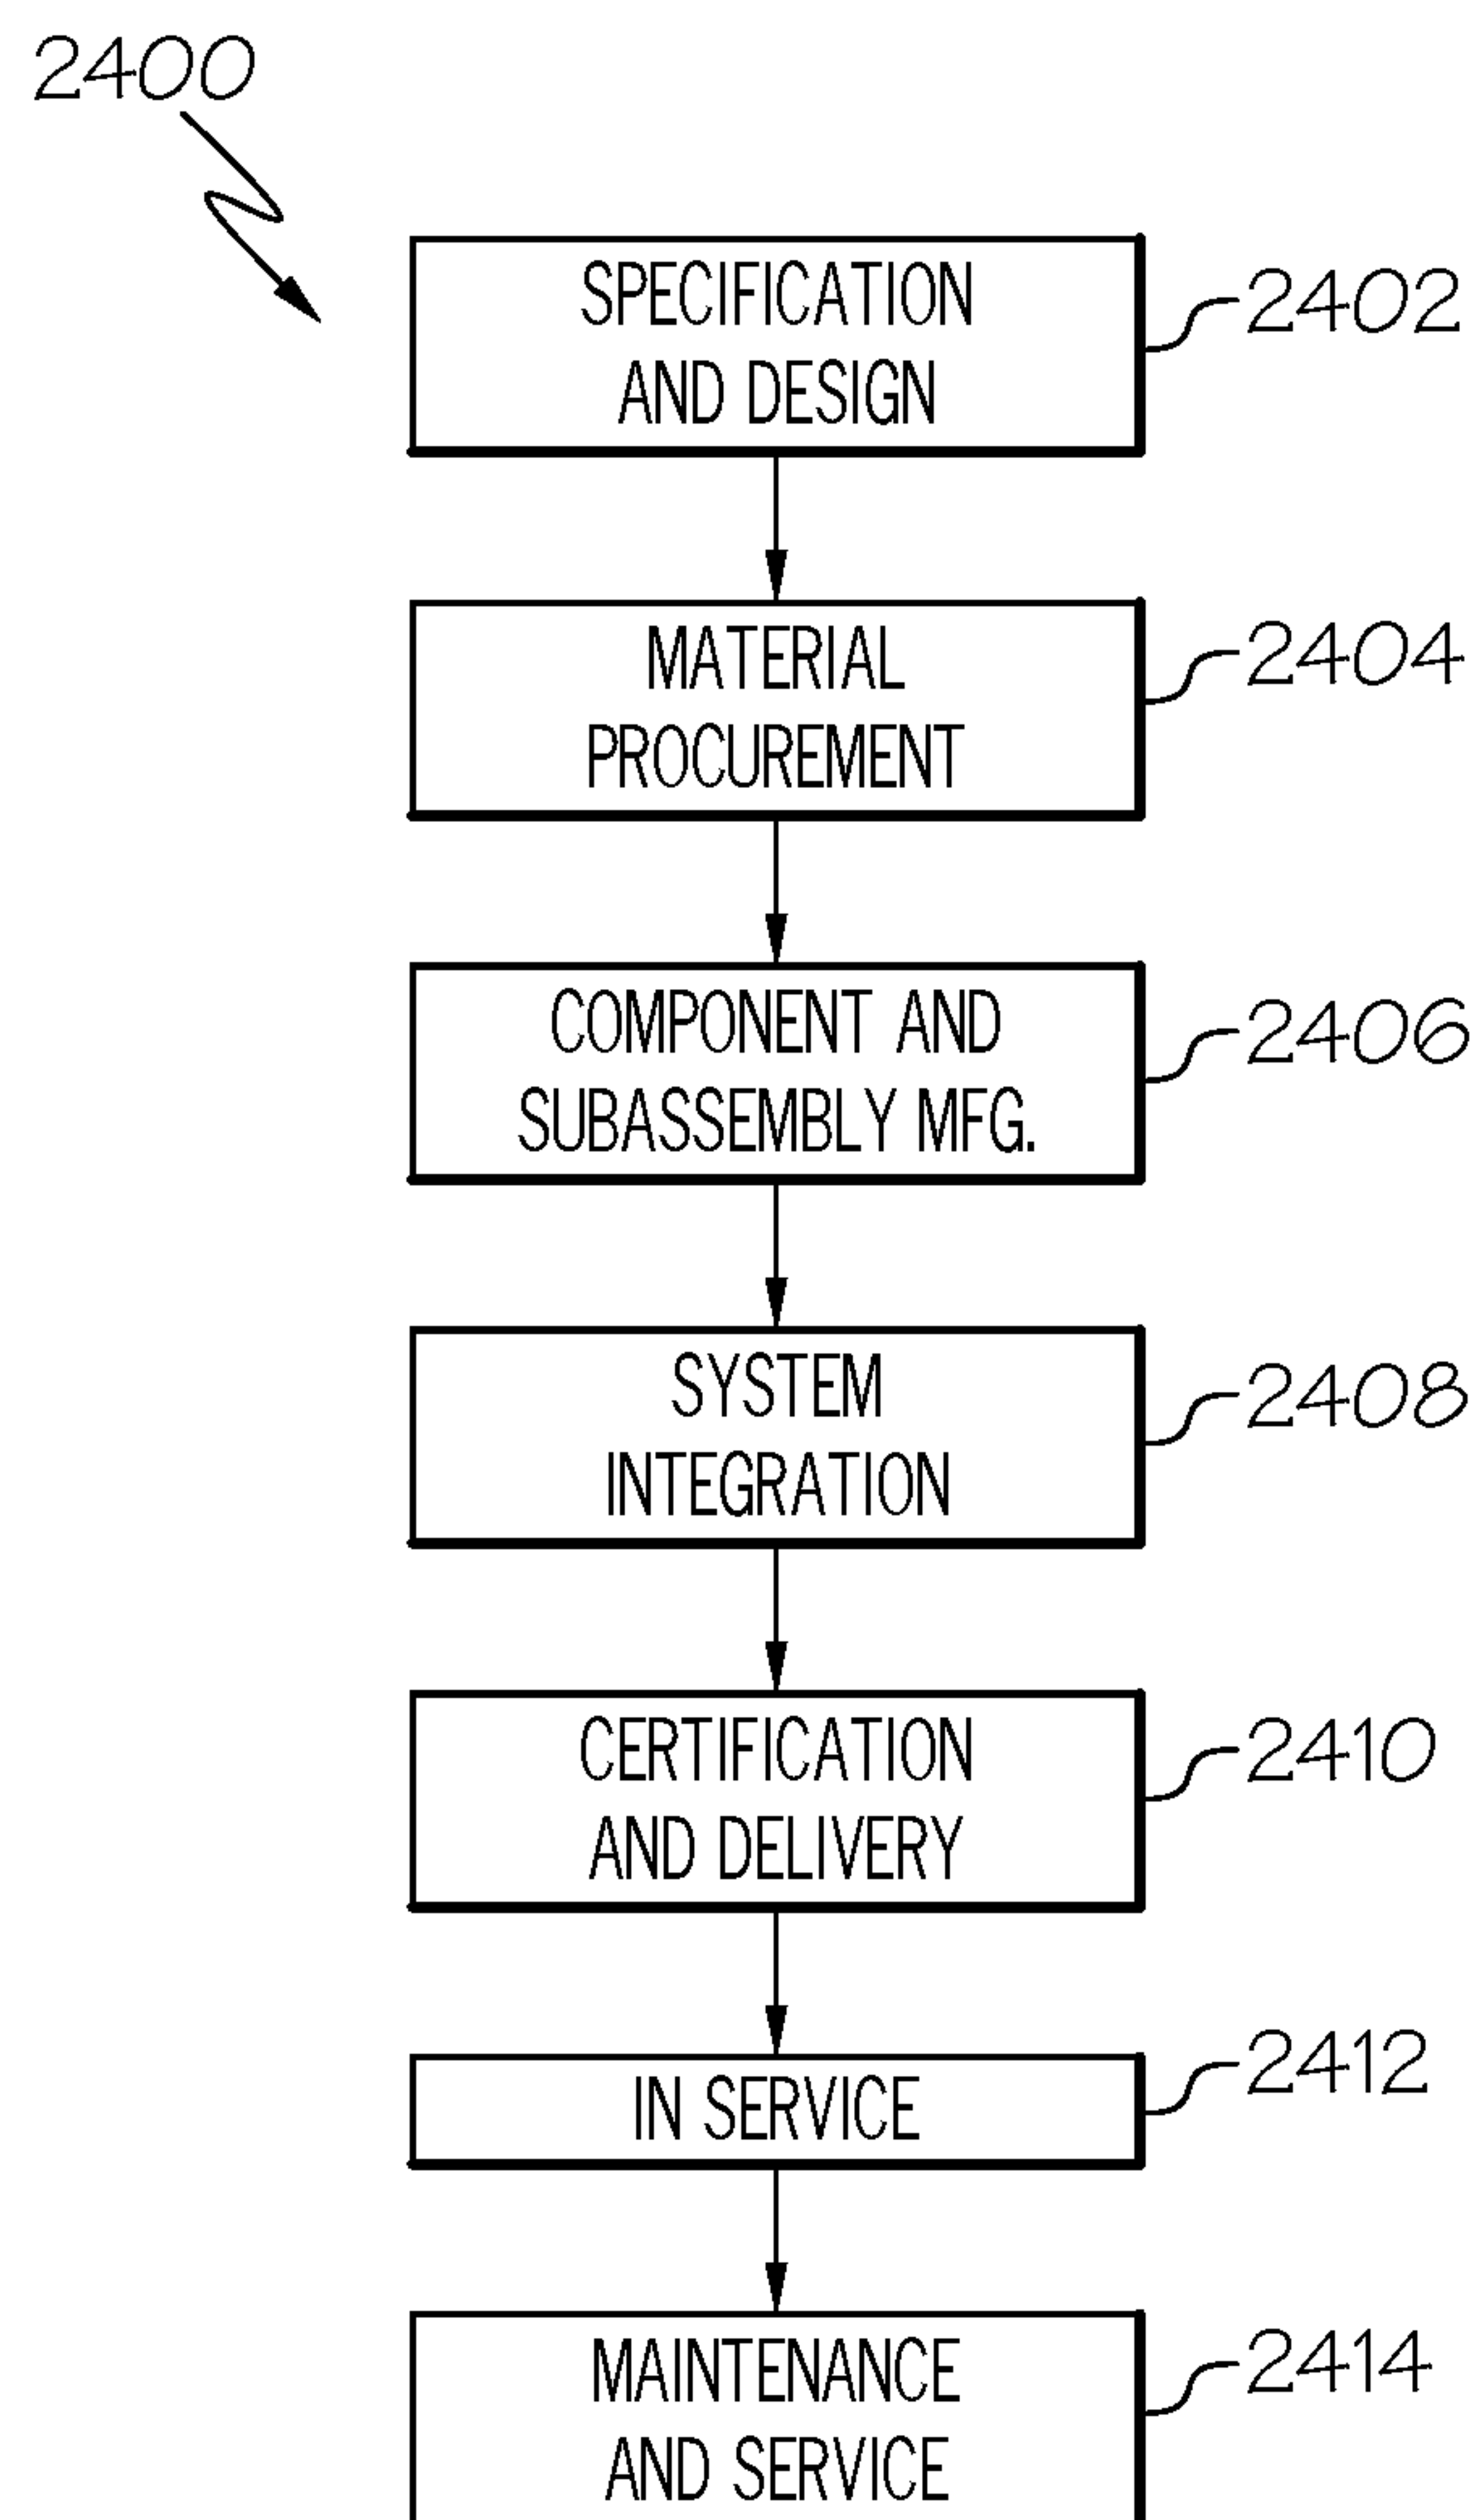 2400
SPECIFICATION
AND DESIGN
2402
MATERIAL
PROCUREMENT
2404
COMPONENT AND
SUBASSEMBLY MFG.
2406
SYSTEM
INTEGRATION
2408
CERTIFICATION
AND DELIVERY
2410
IN SERVICE
2412
MAINTENANCE
AND SERVICE
2414